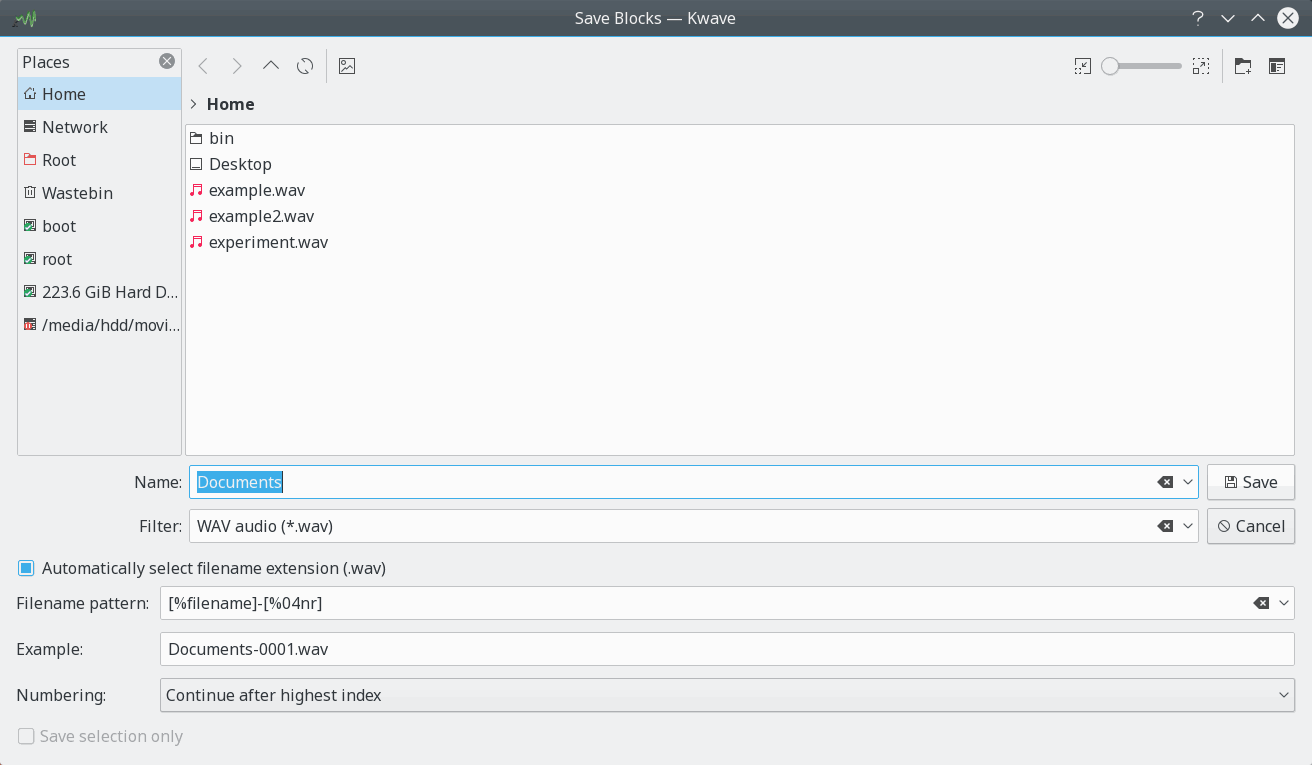 Save Blocks — Kwave
Places
Home
Network
Root
Wastebin
boot
root
223.6 GiB Hard D...
/media/hdd/movi...
Home
bin
Desktop
example.wav
example2.wav
experiment.wav
Name: Documents Save
Filter: WAV audio (*.wav) Cancel
Automatically select filename extension (.wav)
Filename pattern: [%filename]-[%04nr]
Example: Documents-0001.wav
Numbering: Continue after highest index
Save selection only